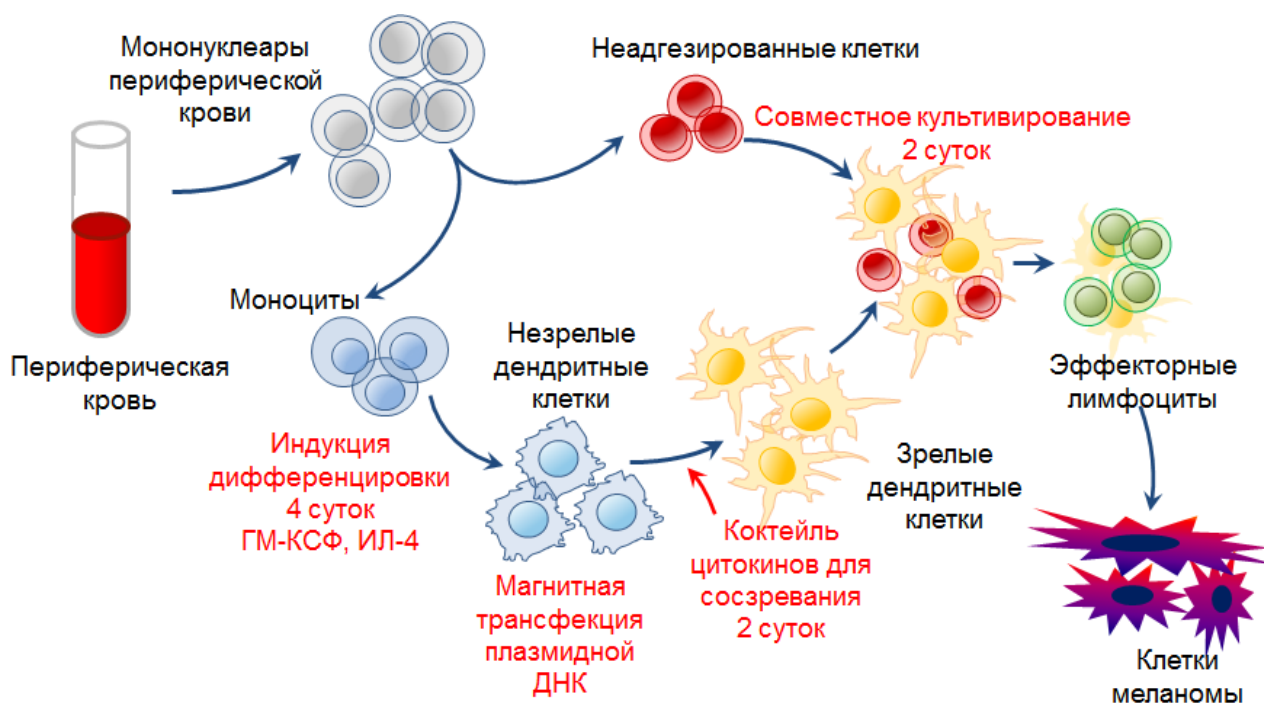 Мононуклеары
периферической
крови
Неадгезированные клетки
Совместное культивирование
2 суток
Периферическая
кровь
Моноциты
Индукция
дифференцировки
4 суток
ГМ-КСФ, ИЛ-4
Незрелые
дендритные
клетки
Магнитная
трансфекция
плазмидной
ДНК
Коктейль
цитокинов для
сосзревания
2 суток
Зрелые
дендритные
клетки
Эффекторные
лимфоциты
Клетки
меланомы